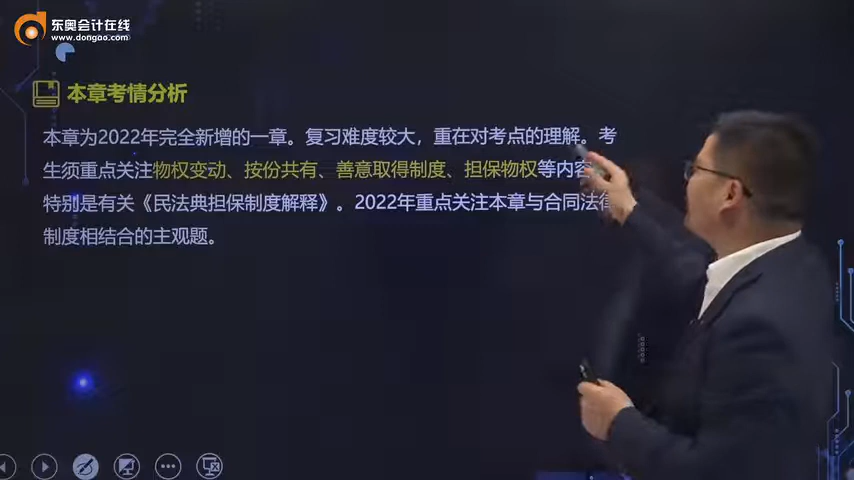 东奥会计在线
www.dongao.com
本章考情分析
本章为2022年完全新增的一章。复习难度较大，重在对考点的理解。考
生须重点关注物权变动、按份共有、善意取得制度、担保物权等内容
特别是有关《民法典担保制度解释》。2022年重点关注本章与合同法律
制度相结合的主观题。